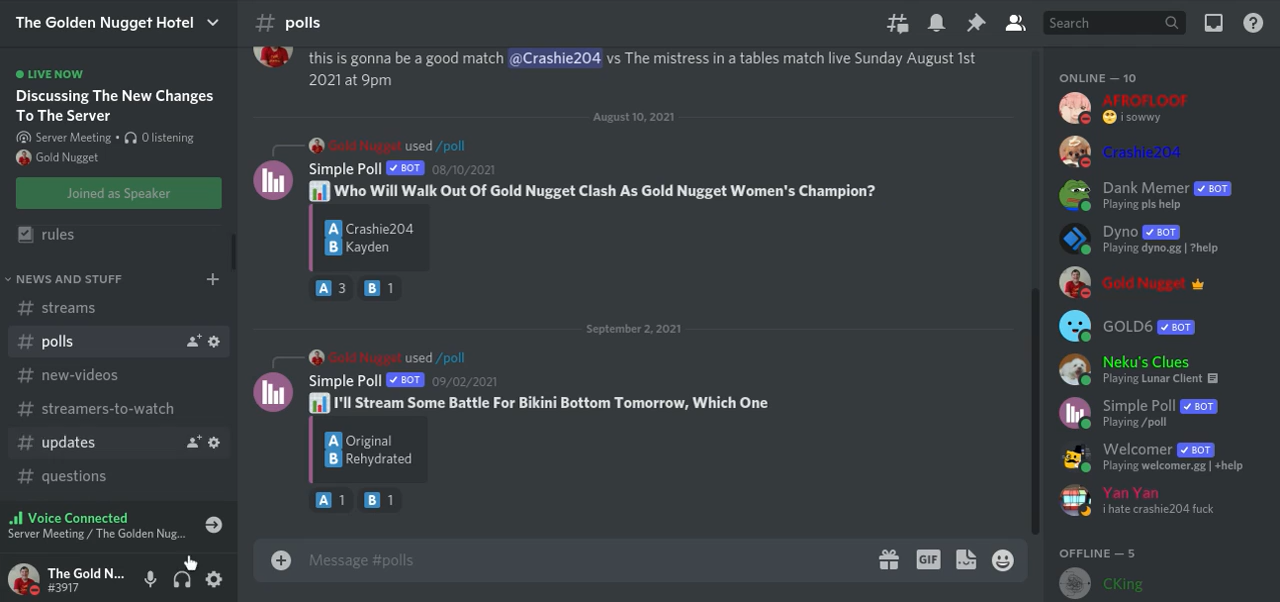 The Golden Nugget Hotel
LIVE NOW
Discussing The New Changes
To The Server
Server Meeting • 0 listening
Gold Nugget
Joined as Speaker
rules
NEWS AND STUFF
streams
polls
new-videos
streamers-to-watch
updates
questions
Voice Connected
Server Meeting / The Golden Nug...
The Gold N...
#3917
# polls
Search
this is gonna be a good match @Crashie204 vs The mistress in a tables match live Sunday August 1st
2021 at 9pm
August 10, 2021
Gold Nugget used /poll
Simple Poll ✓ BOT 08/10/2021
Who Will Walk Out Of Gold Nugget Clash As Gold Nugget Women's Champion?
A Crashie204
B Kayden
A 3 B 1
September 2, 2021
Gold Nugget used /poll
Simple Poll ✓ BOT 09/02/2021
I'll Stream Some Battle For Bikini Bottom Tomorrow, Which One
A Original
B Rehydrated
A 1 B 1
Message #polls
GIF
ONLINE — 10
AFROFLOOF
i sowwy
Crashie204
Dank Memer ✓ BOT
Playing pls help
Dyno ✓ BOT
Playing dyno.gg | ?help
Gold Nugget
GOLD6 ✓ BOT
Neku's Clues
Playing Lunar Client
Simple Poll ✓ BOT
Playing /poll
Welcomer ✓ BOT
Playing welcomer.gg | +help
Yan Yan
i hate crashie204 fuck
OFFLINE — 5
CKing